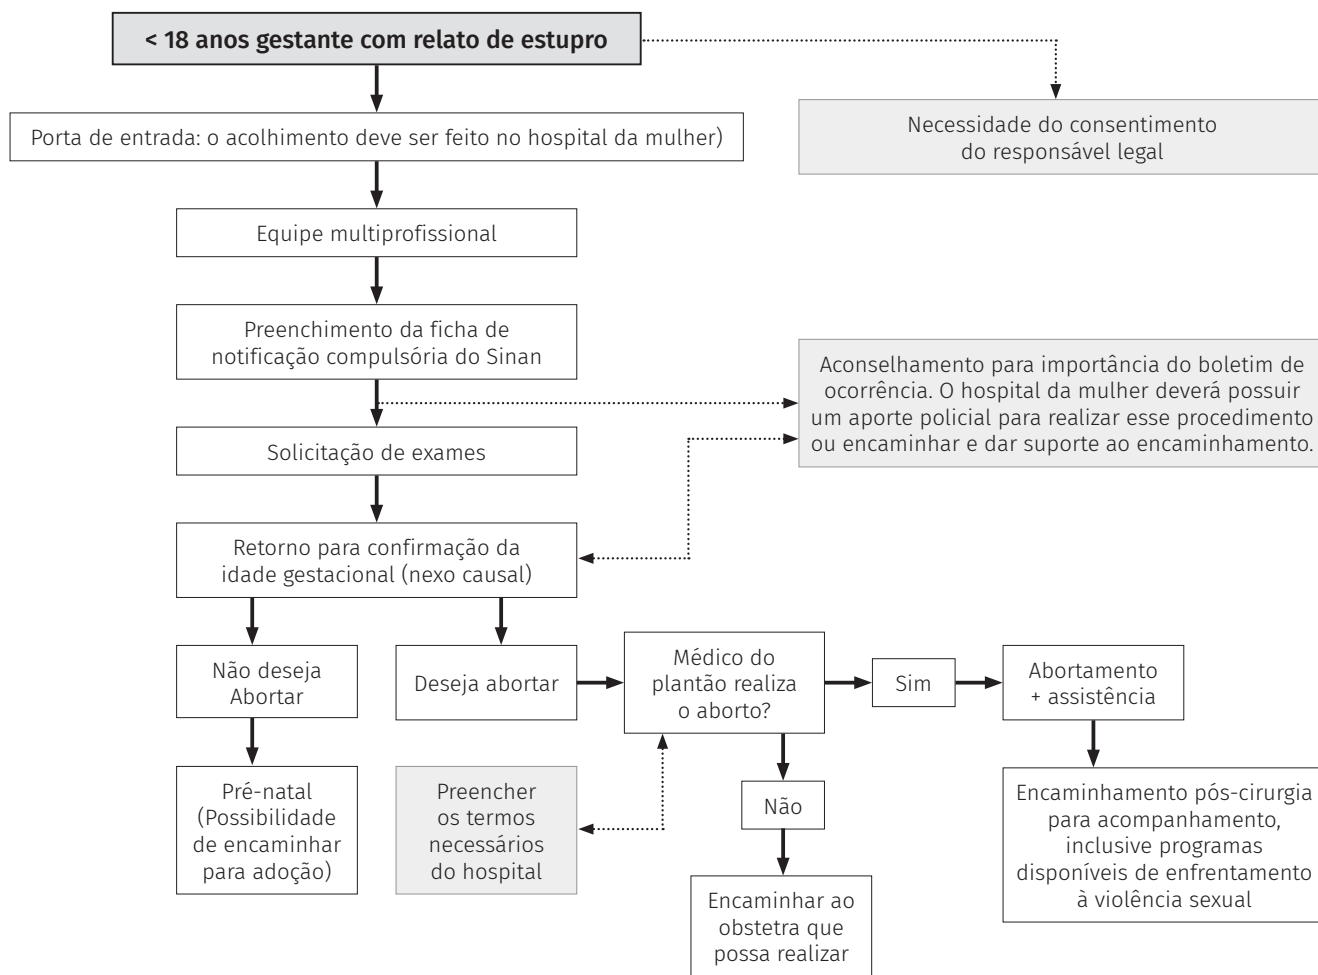 < 18 anos gestante com relato de estupro
Porta de entrada: o acolhimento deve ser feito no hospital da mulher)
Necessidade do consentimento
do responsável legal
Equipe multiprofissional
Preenchimento da ficha de
notificação compulsória do Sinan
Aconselhamento para importância do boletim de
ocorrência. O hospital da mulher deverá possuir
um aporte policial para realizar esse procedimento
ou encaminhar e dar suporte ao encaminhamento.
Solicitação de exames
Retorno para confirmação da
idade gestacional (nexo causal)
Não deseja
Abortar
Deseja abortar
Médico do
plantão realiza
o aborto?
Sim
Abortamento
+ assistência
Pré-natal
(Possibilidade
de encaminhar
para adoção)
Preencher
os termos
necessários
do hospital
Não
Encaminhar ao
obstetra que
possa realizar
Encaminhamento pós-cirurgia
para acompanhamento,
inclusive programas
disponíveis de enfrentamento
à violência sexual